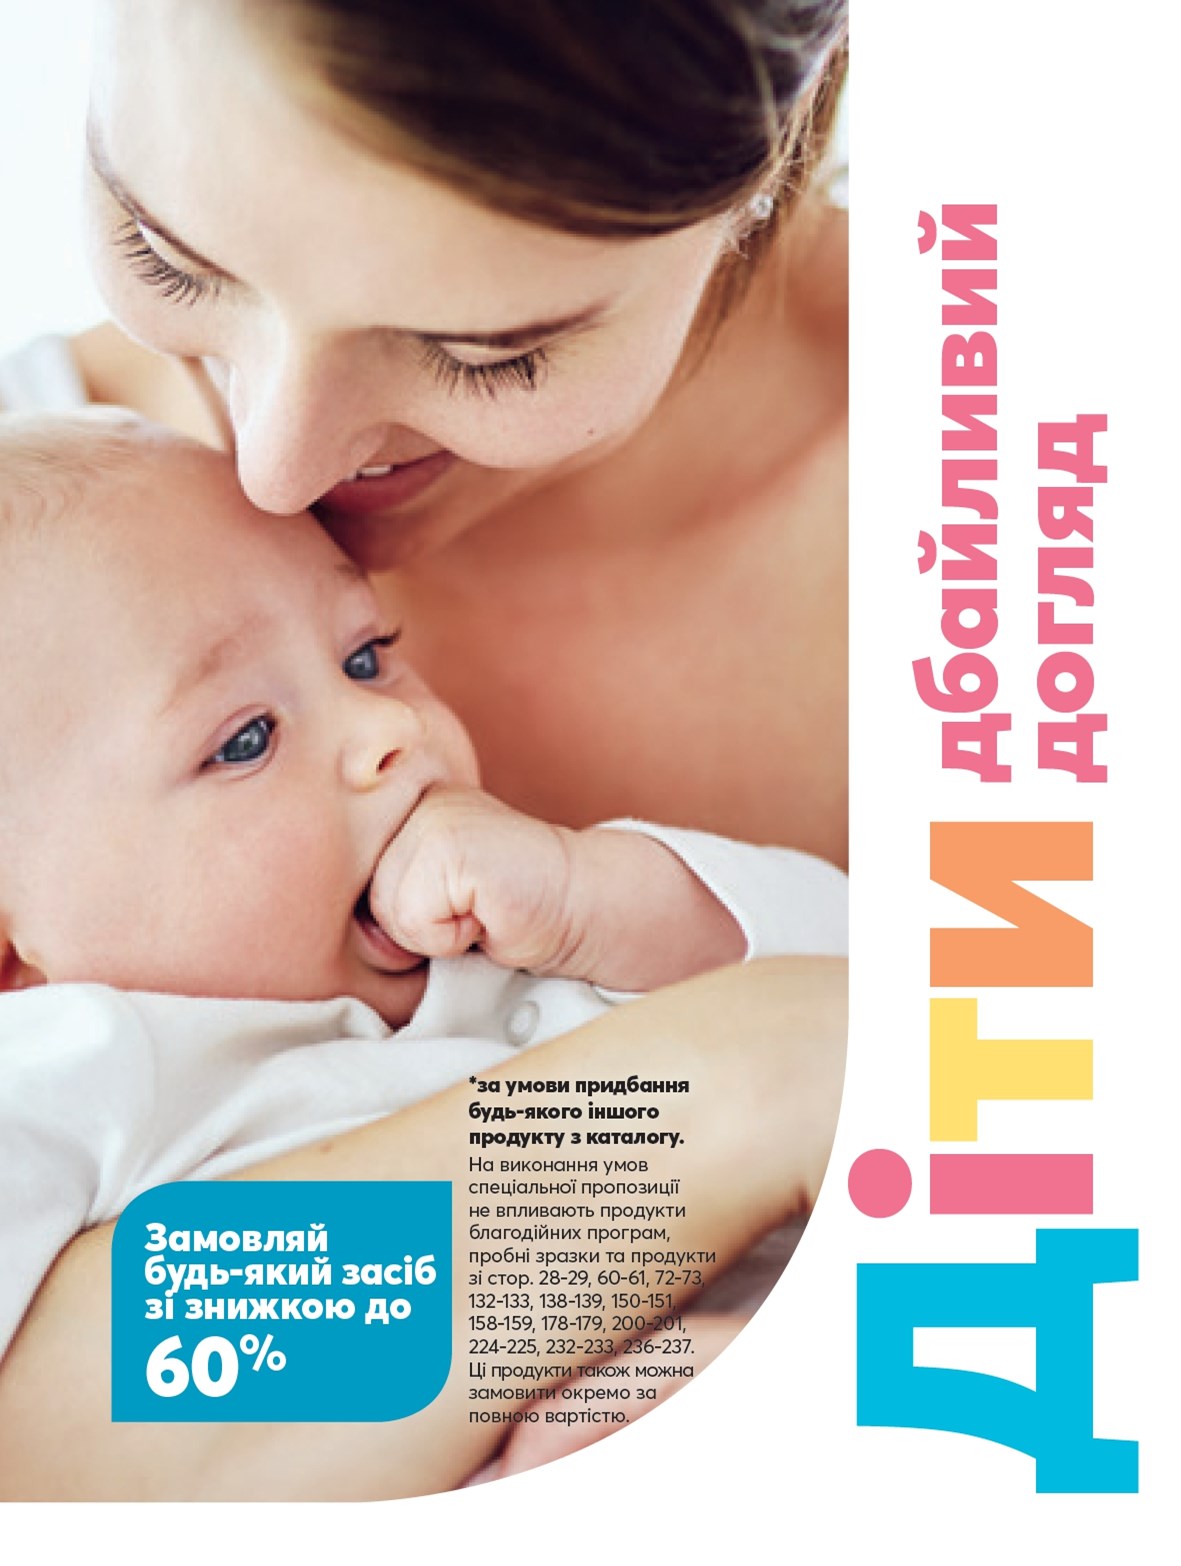 Діти
дбайливий
догляд
*за умови придбання
будь-якого іншого
продукту з каталогу.
На виконання умов
спеціальної пропозиції
не впливають продукти
благодійних програм,
пробні зразки та продукти
зі стор. 28-29, 60-61, 72-73,
132-133, 138-139, 150-151,
158-159, 178-179, 200-201,
224-225, 232-233, 236-237.
Ці продукти також можна
замовити окремо за
повною вартістю.
Замовляй
будь-який засіб
зі знижкою до
60%